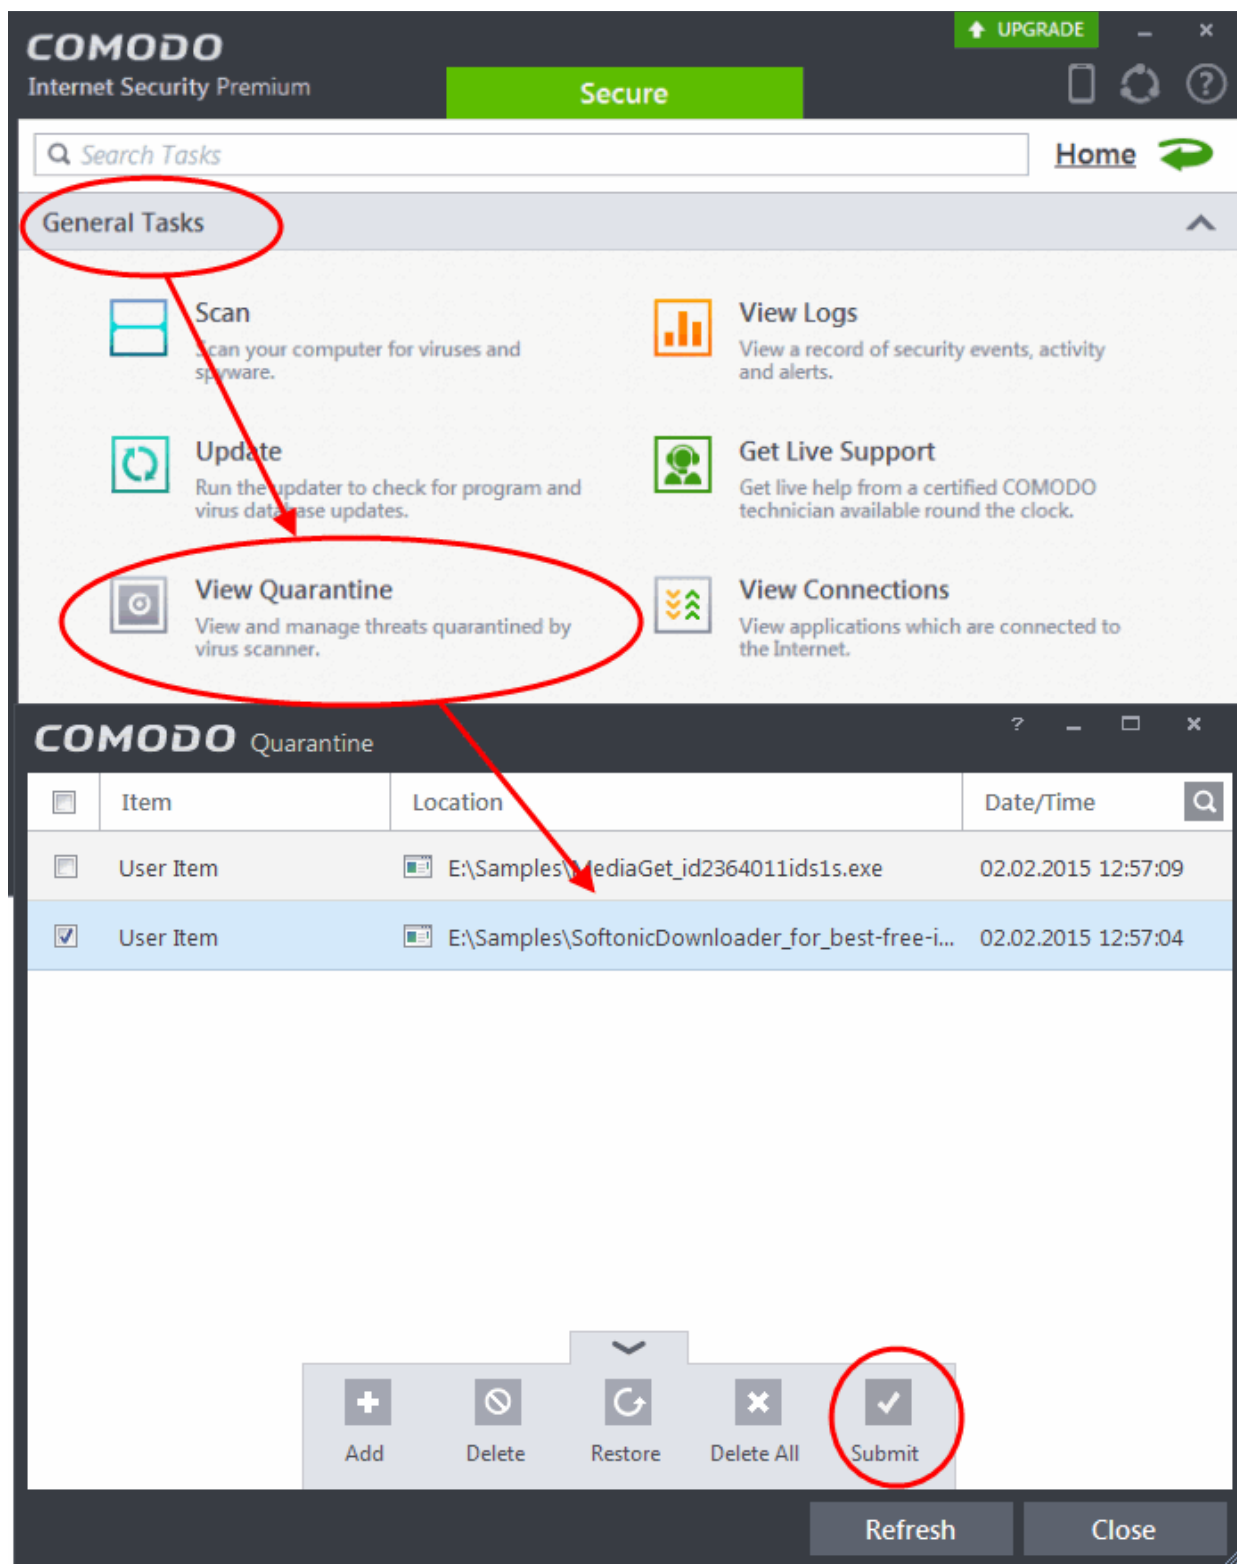 COMODO
UPGRADE
Internet Security Premium
Secure
Search Tasks
Home
General Tasks
Scan
Scan your computer for viruses and
spyware.
View Logs
View a record of security events, activity
and alerts.
Update
Run the updater to check for program and
virus database updates.
Get Live Support
Get live help from a certified COMODO
technician available round the clock.
View Quarantine
View and manage threats quarantined by
virus scanner.
View Connections
View applications which are connected to
the Internet.
COMODO Quarantine
Item Location Date/Time
User Item E:\Samples\MediaGet_id2364011ids1s.exe 02.02.2015 12:57:09
User Item E:\Samples\SoftonicDownloader_for_best-free-i... 02.02.2015 12:57:04
Add Delete Restore Delete All Submit
Refresh Close